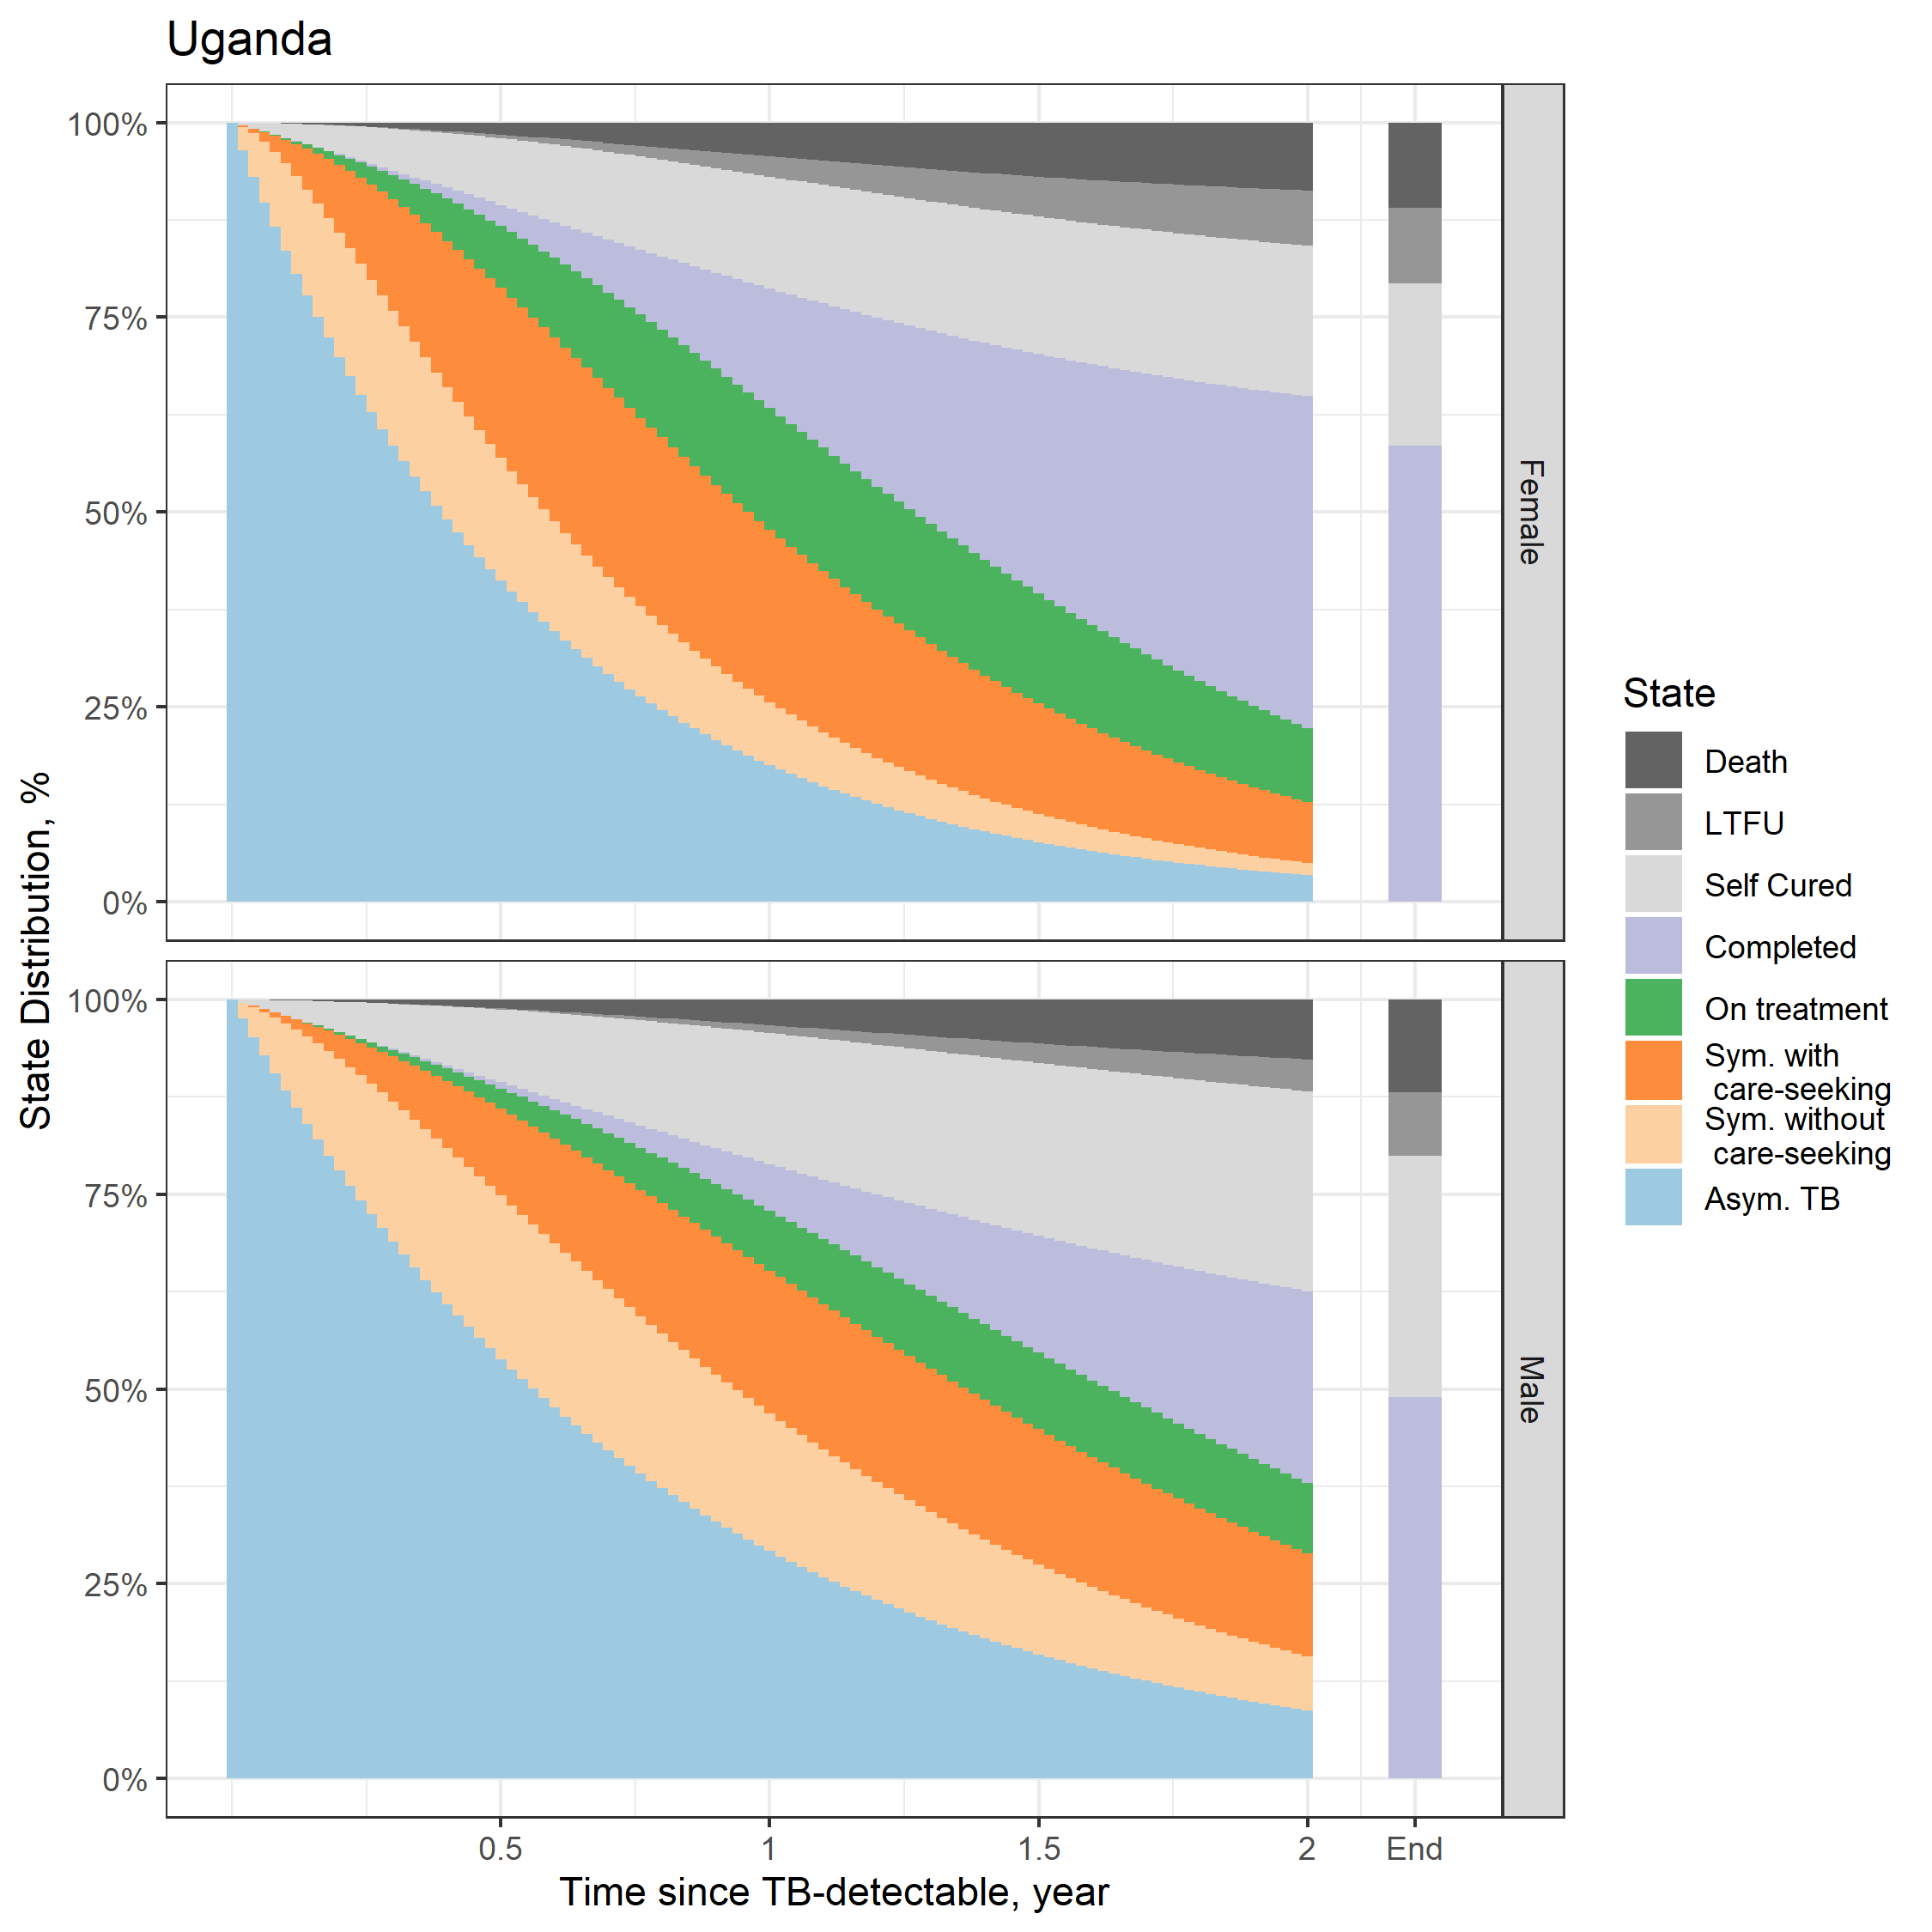 Uganda
State Distribution, %
100%
75%
50%
25%
0%
Female
100%
75%
50%
25%
0%
Male
0.5
1
1.5
2
End
Time since TB-detectable, year
State
Death
LTFU
Self Cured
Completed
On treatment
Sym. with
care-seeking
Sym. without
care-seeking
Asym. TB